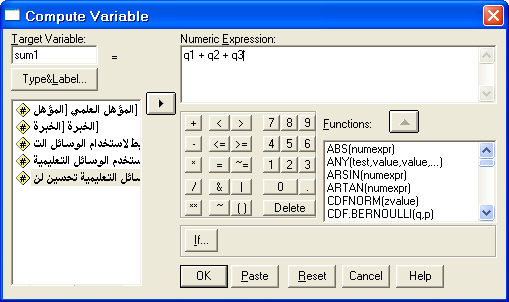 Compute Variable
Target Variable:
sum1
=
Type&Label...
المؤهل العلمي [المؤهل
الخبرة [الخبرة
يط لاستخدام الوسائل الت
ستخدم الوسائل التعليمية
سائل التعليمية تحسين لن
Numeric Expression:
q1 + q2 + q3
+ < > 7 8 9
- <= >= 4 5 6
* = ~= 1 2 3
/ & | 0 .
** ~ ( ) Delete
Functions:
ABS(numexpr)
ANY(test,value,value,...)
ARSIN(numexpr)
ARTAN(numexpr)
CDFNORM(zvalue)
CDF.BERNOULLI(q,p)
If...
OK Paste Reset Cancel Help